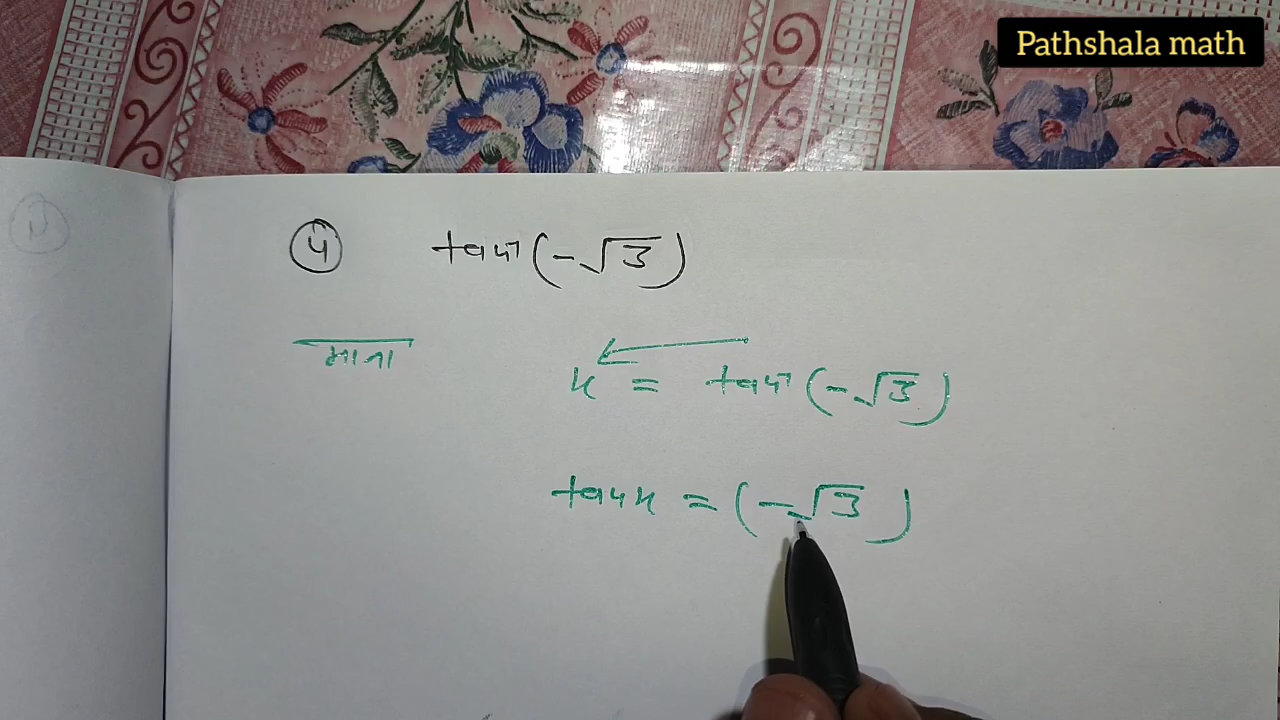 Pathshala math
④ tan⁻¹(-√3)
माना
x = tan⁻¹(-√3)
tan x = (-√3)